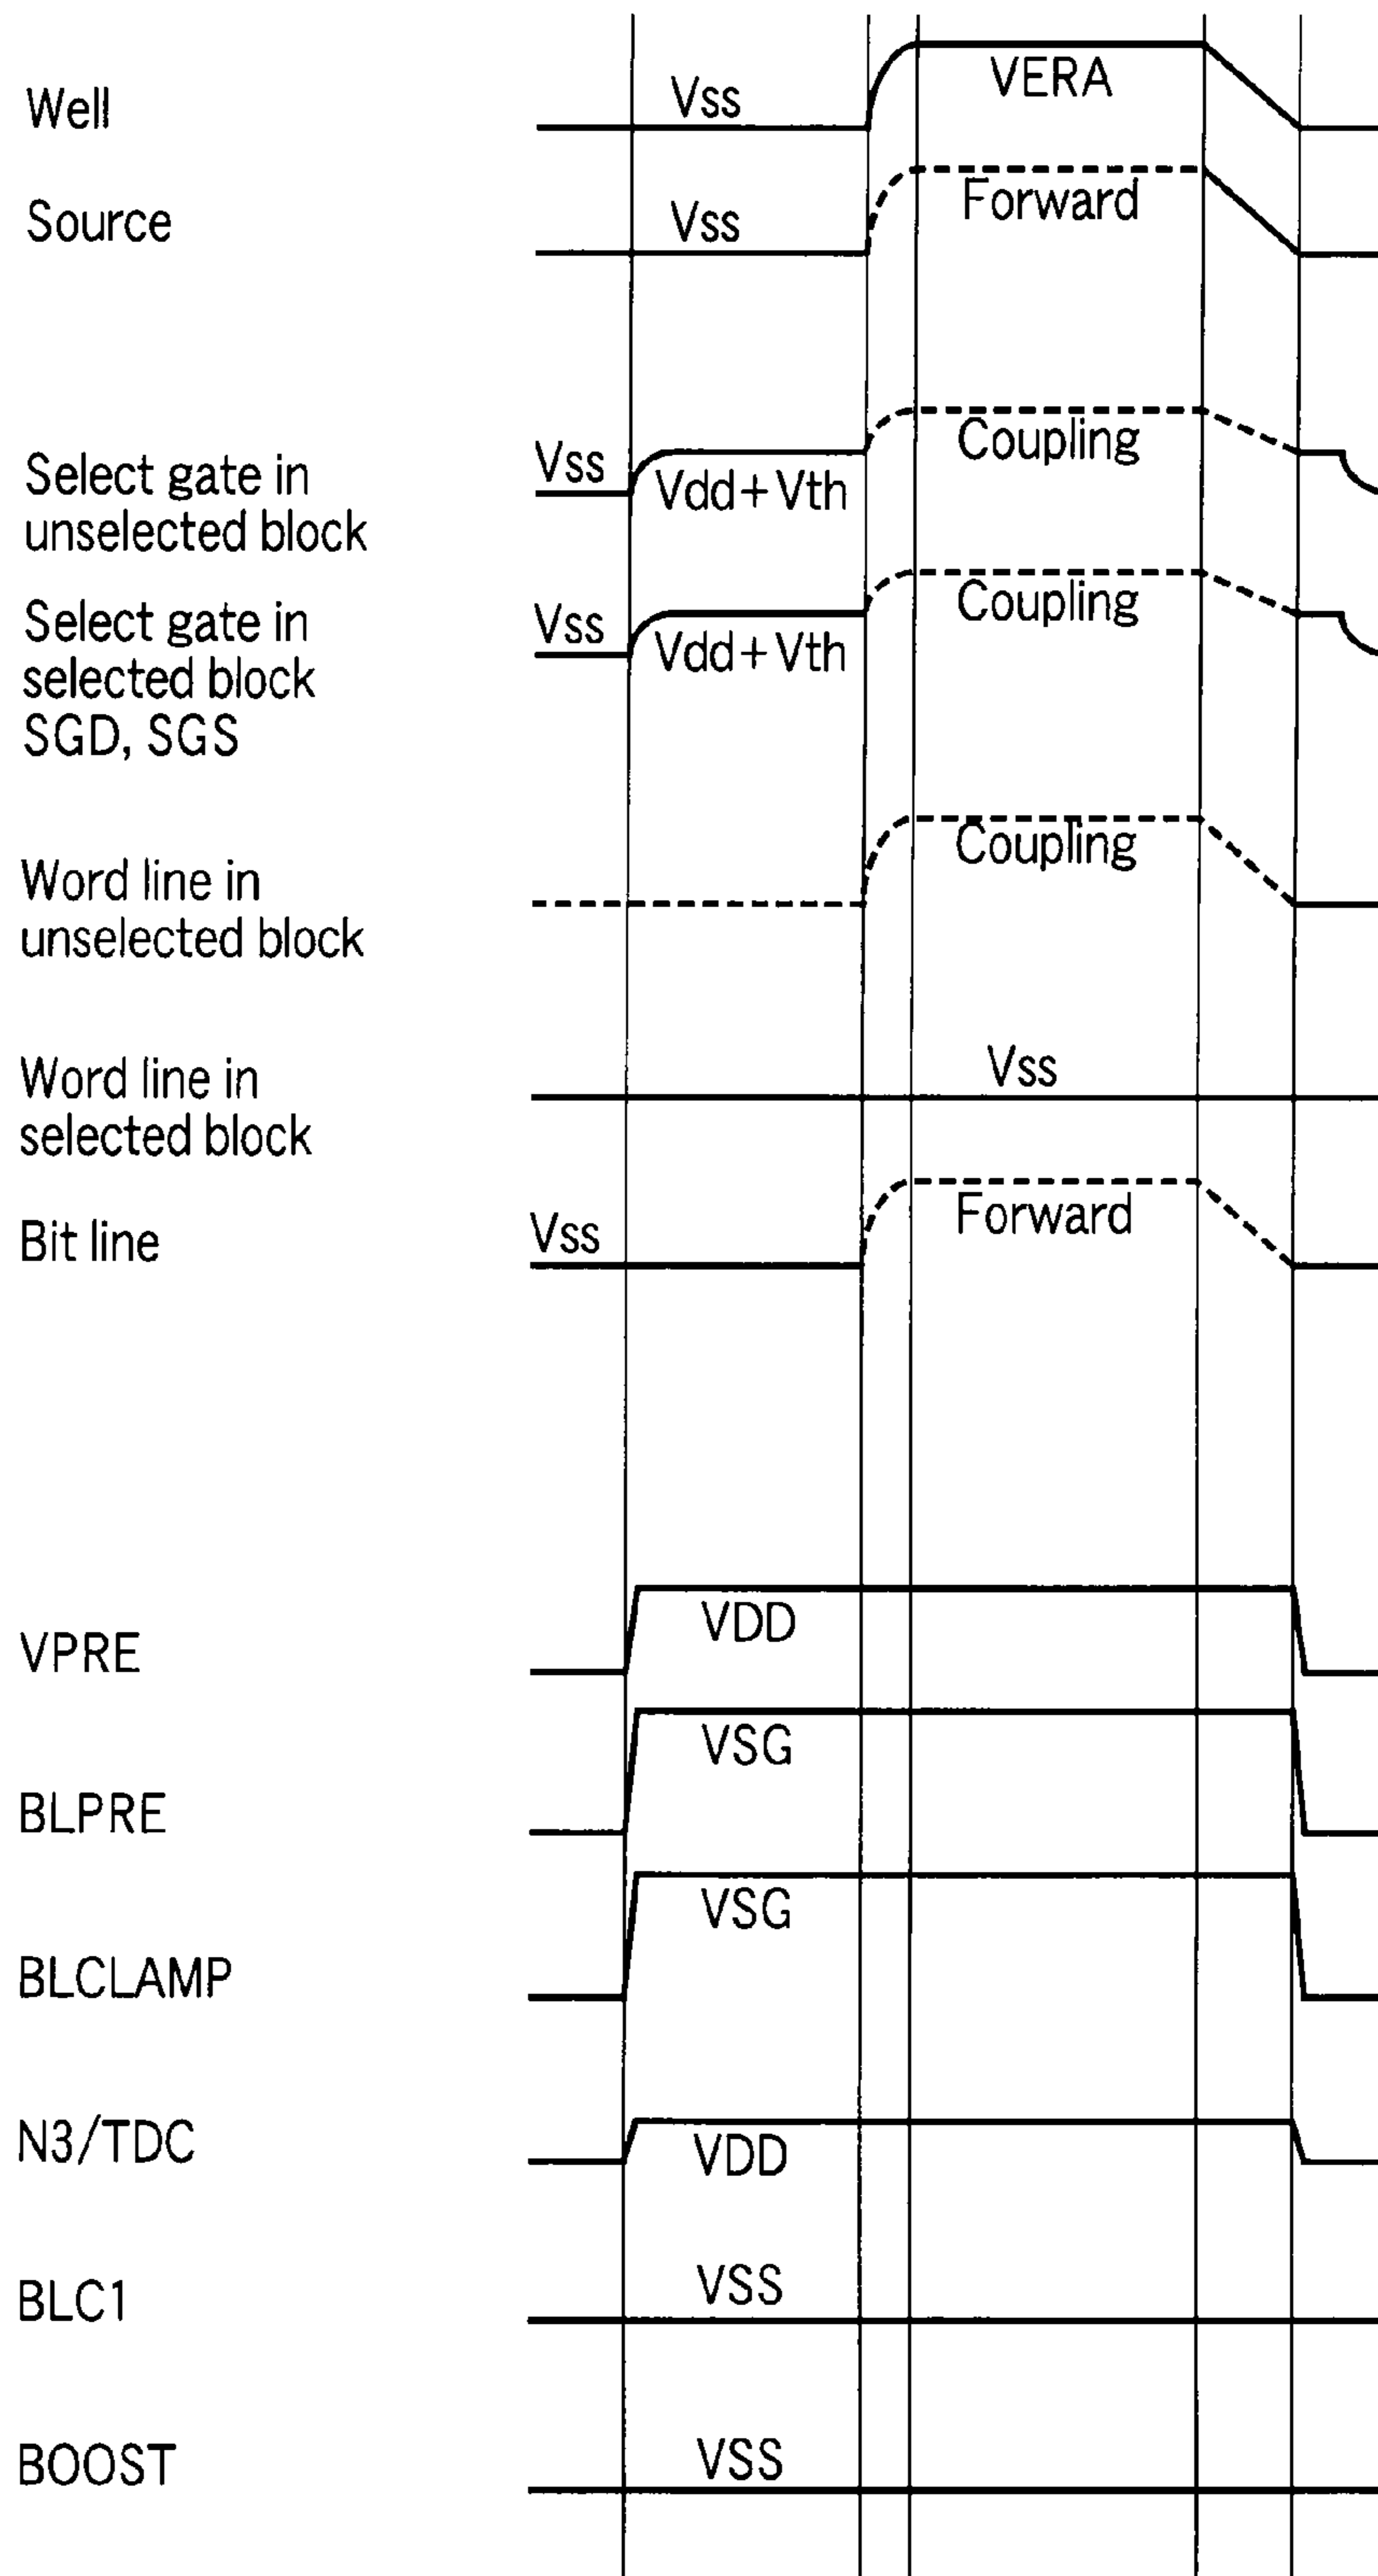 VERA
Vss
Well
Forward
Vss
Source
Coupling
Vss
Vdd+Vth
Select gate in
unselected block
Coupling
Vss
Vdd+Vth
Select gate in
selected block
SGD, SGS
Coupling
Word line in
unselected block
Vss
Word line in
selected block
Forward
Vss
Bit line
VDD
VPRE
VSG
BLPRE
VSG
BLCLAMP
N3/TDC
VDD
VSS
BLC1
VSS
BOOST